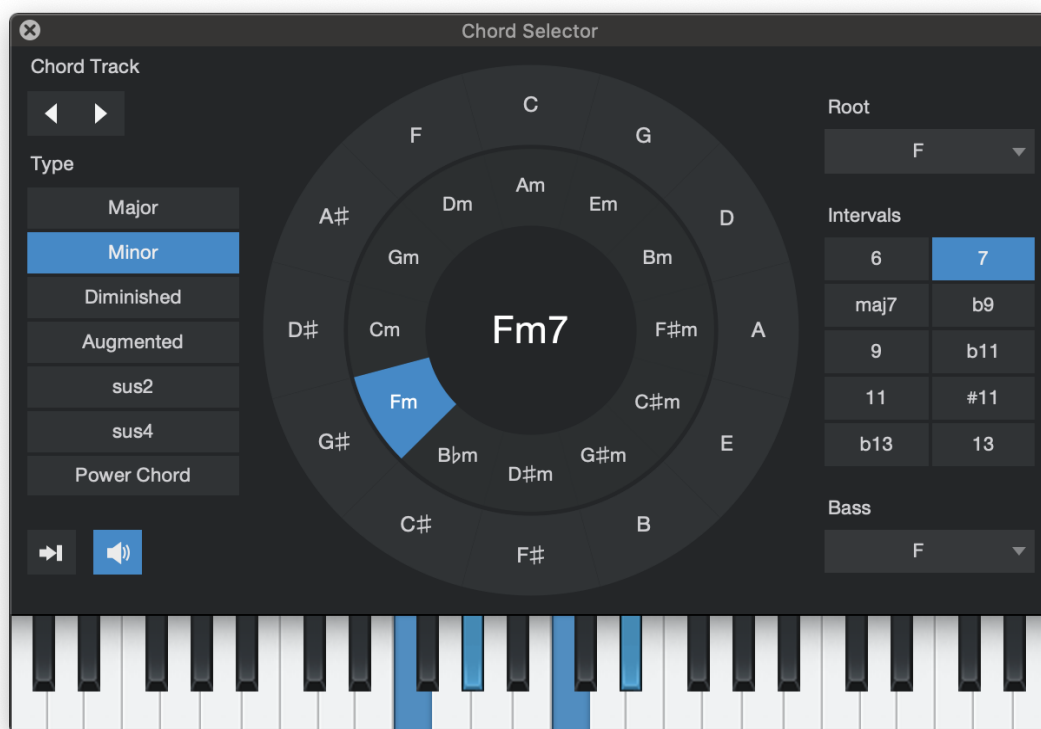 Chord Selector
Chord Track
Type
Major
Minor
Diminished
Augmented
sus2
sus4
Power Chord
C
G
D
A
E
B
F♯
C♯
G♯
D♯
A♯
F
Am
Em
Bm
F♯m
C♯m
G♯m
D♯m
B♭m
Fm
Cm
Gm
Dm
Fm7
Root
F
Intervals
6 7
maj7 b9
9 b11
11 #11
b13 13
Bass
F